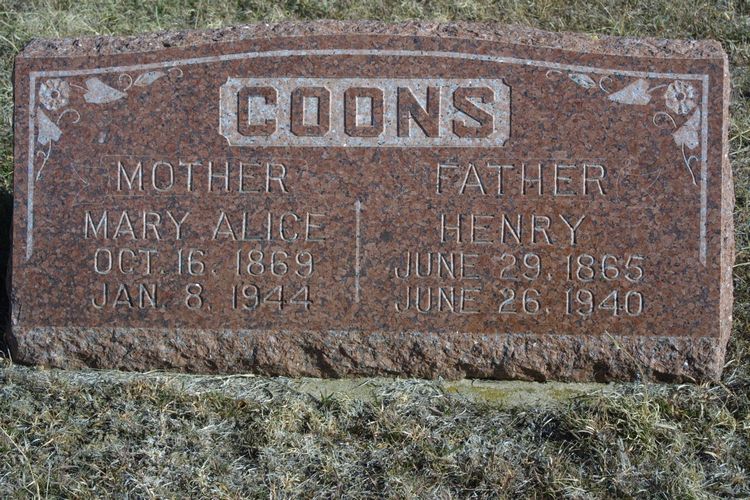 COONS
MOTHER
MARY ALICE
OCT. 16, 1869
JAN. 8, 1944
FATHER
HENRY
JUNE 29, 1865
JUNE 26, 1940